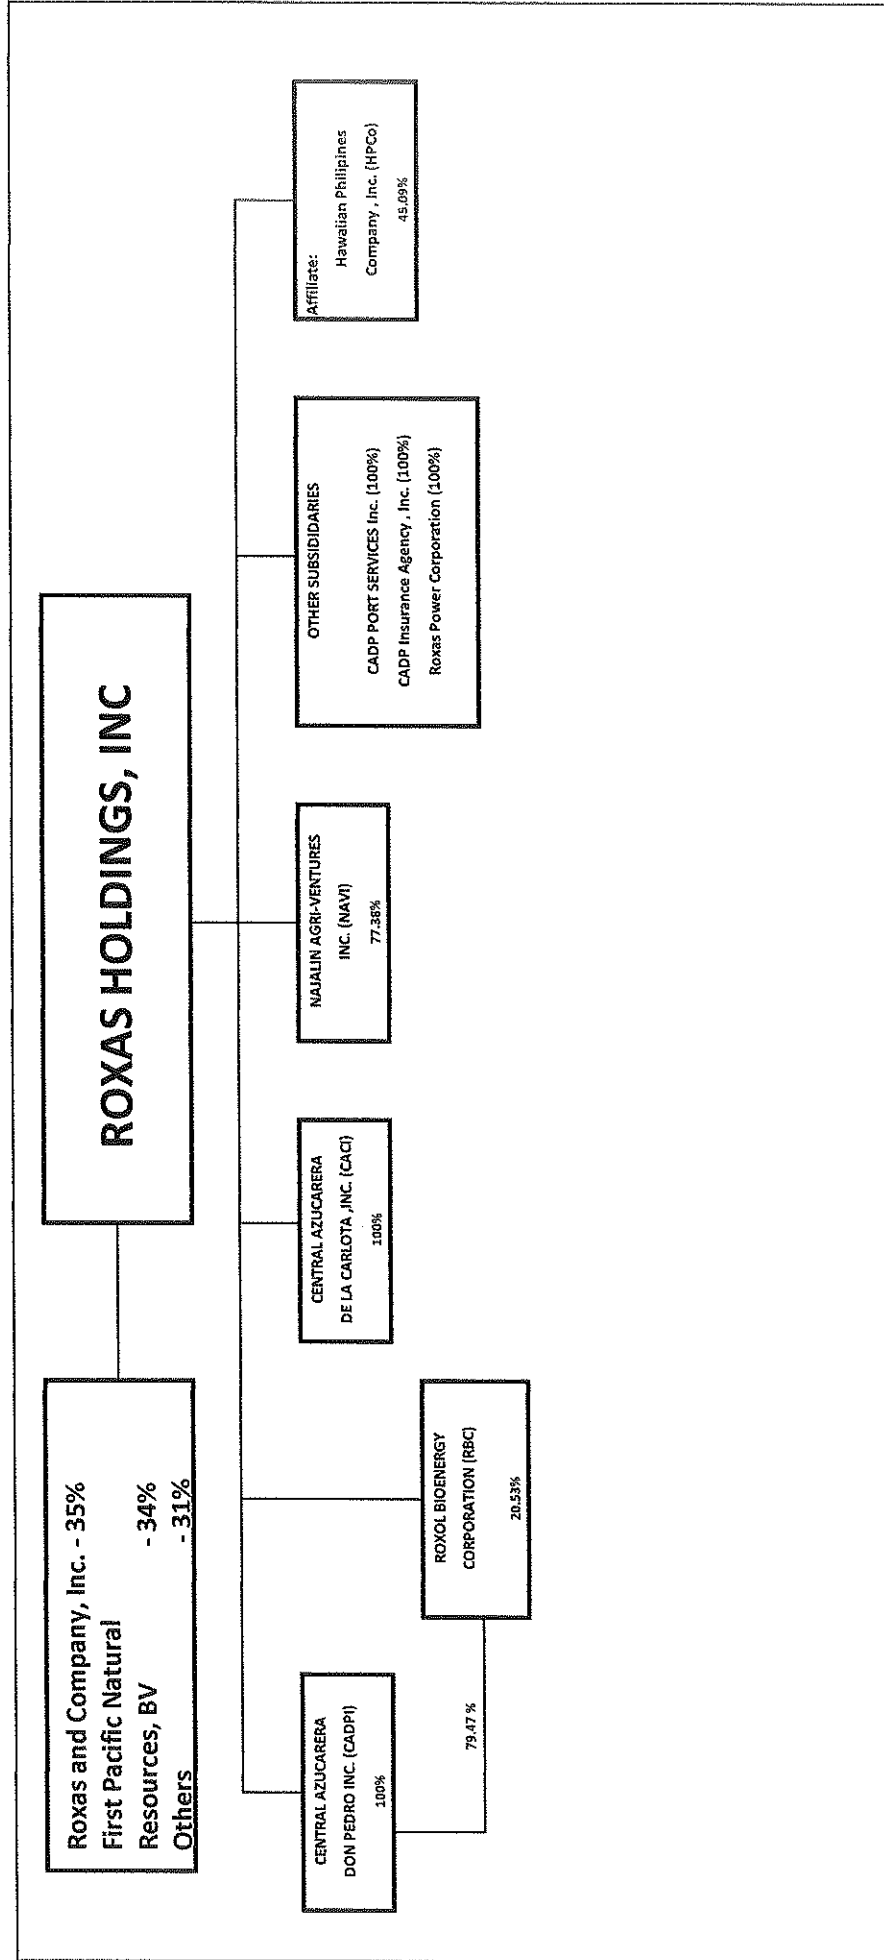 Roxas and Company, Inc. - 35%
First Pacific Natural
Resources, BV - 34%
Others - 31%
ROXAS HOLDINGS, INC
CENTRAL AZUCARERA
DON PEDRO INC. (CADPI)
100%
79.47 %
ROXOL BIOENERGY
CORPORATION (RBC)
20.53%
CENTRAL AZUCARERA
DE LA CARLOTA ,INC. (CACI)
100%
NAJALIN AGRI-VENTURES
INC. (NAVI)
77.38%
OTHER SUBSIDIDARIES
CADP PORT SERVICES Inc. (100%)
CADP Insurance Agency , Inc. (100%)
Roxas Power Corporation (100%)
Affiliate:
Hawaiian Philipines
Company , Inc. (HPCo)
45.09%